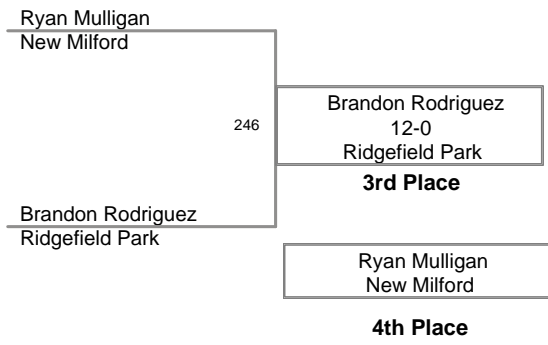 Ryan Mulligan
New Milford
246
Brandon Rodriguez
12-0
Ridgefield Park
3rd Place
Brandon Rodriguez
Ridgefield Park
Ryan Mulligan
New Milford
4th Place